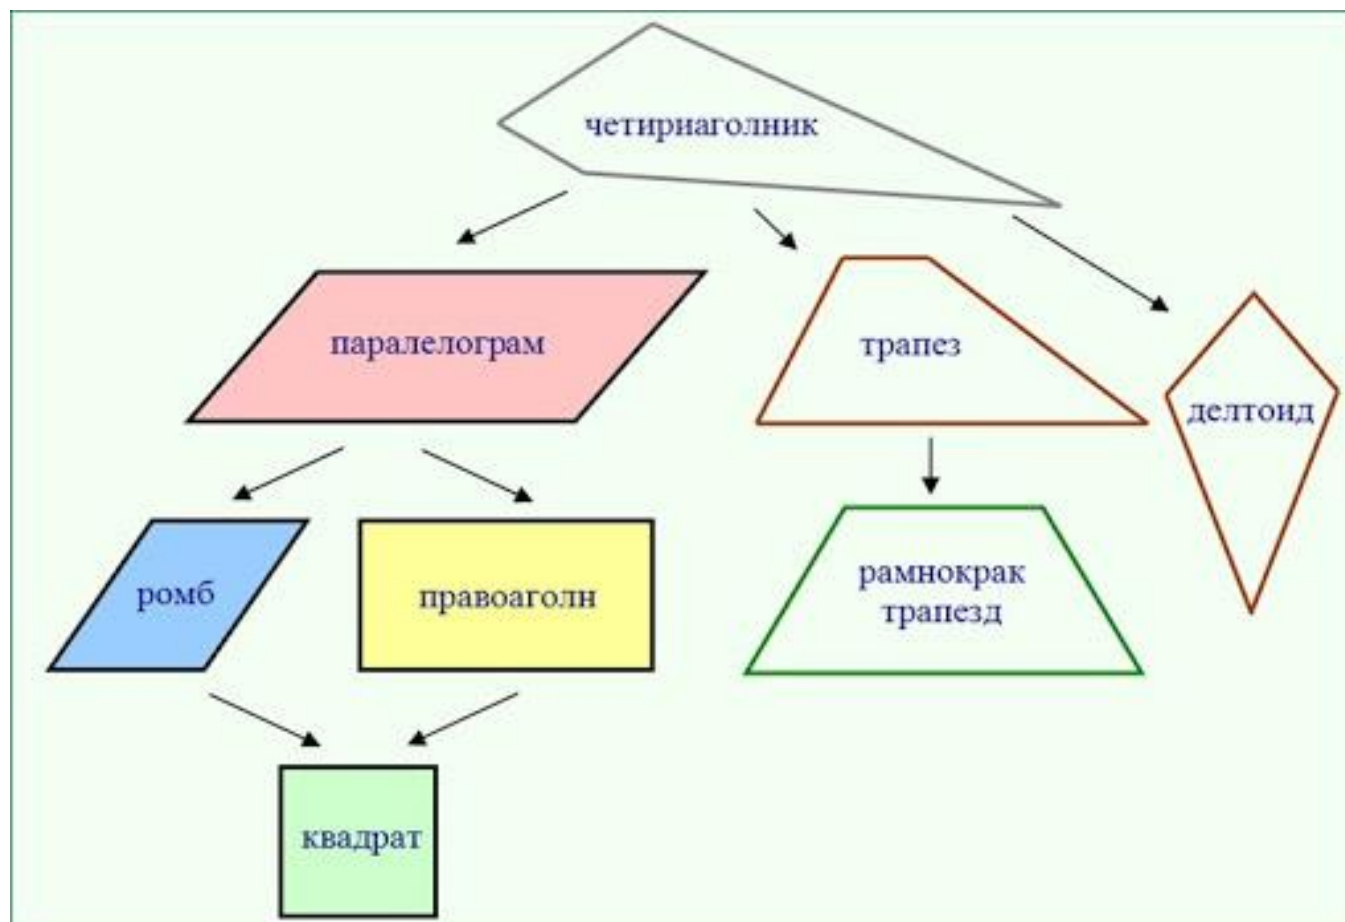 четириаголник
паралелограм
трапез
делтоид
ромб
правоаголн
рамнокрак
трапезд
квадрат